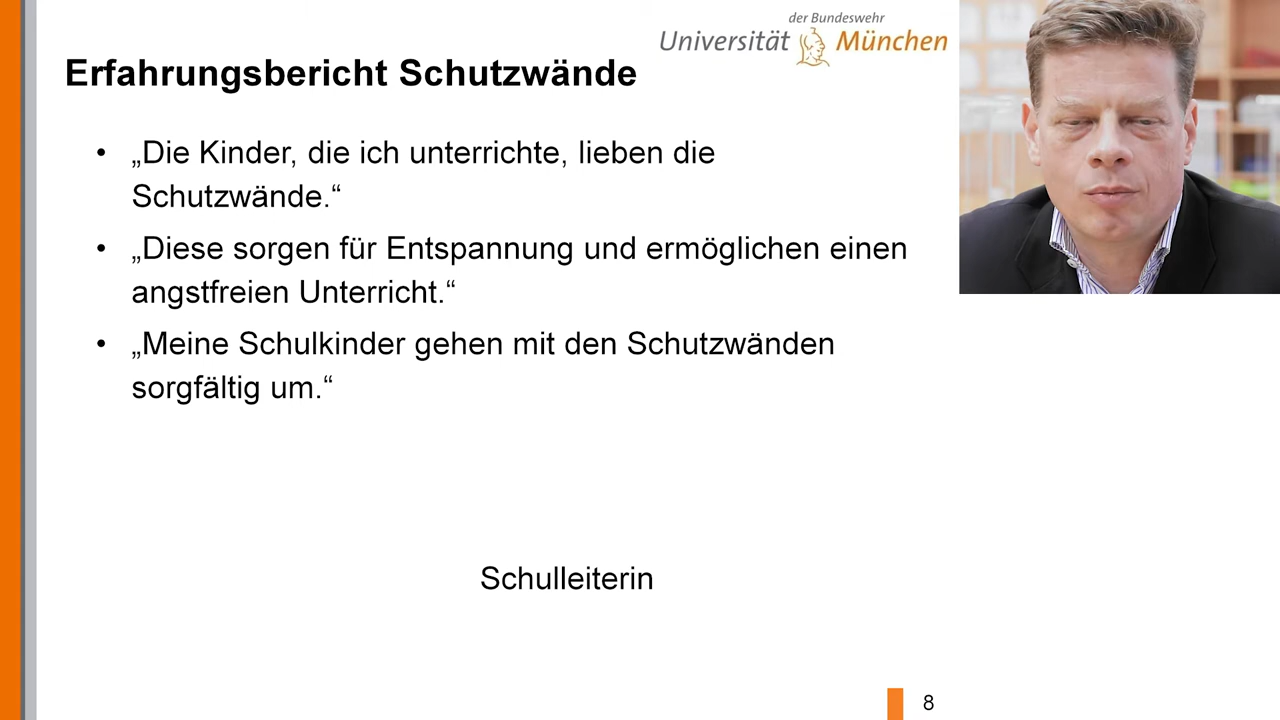 der Bundeswehr
Universität München
Erfahrungsbericht Schutzwände
• „Die Kinder, die ich unterrichte, lieben die
Schutzwände.“
• „Diese sorgen für Entspannung und ermöglichen einen
angstfreien Unterricht.“
• „Meine Schulkinder gehen mit den Schutzwänden
sorgfältig um.“
Schulleiterin
8